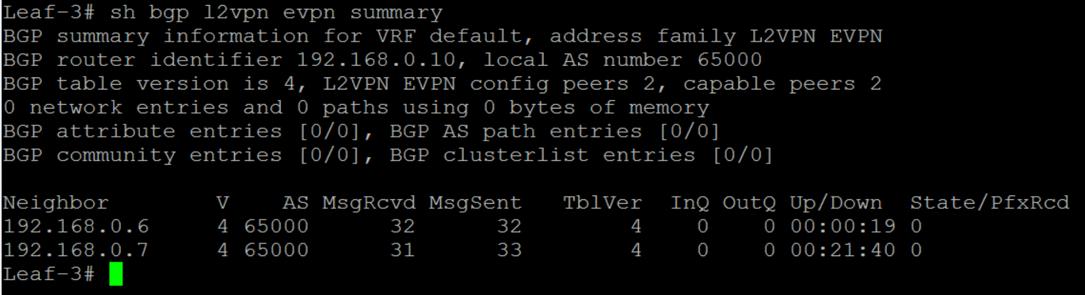 Leaf-3# sh bgp l2vpn evpn summary
BGP summary information for VRF default, address family L2VPN EVPN
BGP router identifier 192.168.0.10, local AS number 65000
BGP table version is 4, L2VPN EVPN config peers 2, capable peers 2
0 network entries and 0 paths using 0 bytes of memory
BGP attribute entries [0/0], BGP AS path entries [0/0]
BGP community entries [0/0], BGP clusterlist entries [0/0]

Neighbor        V    AS MsgRcvd MsgSent   TblVer  InQ OutQ Up/Down  State/PfxRcd
192.168.0.6     4 65000      32      32        4    0    0 00:00:19 0
192.168.0.7     4 65000      31      33        4    0    0 00:21:40 0
Leaf-3#